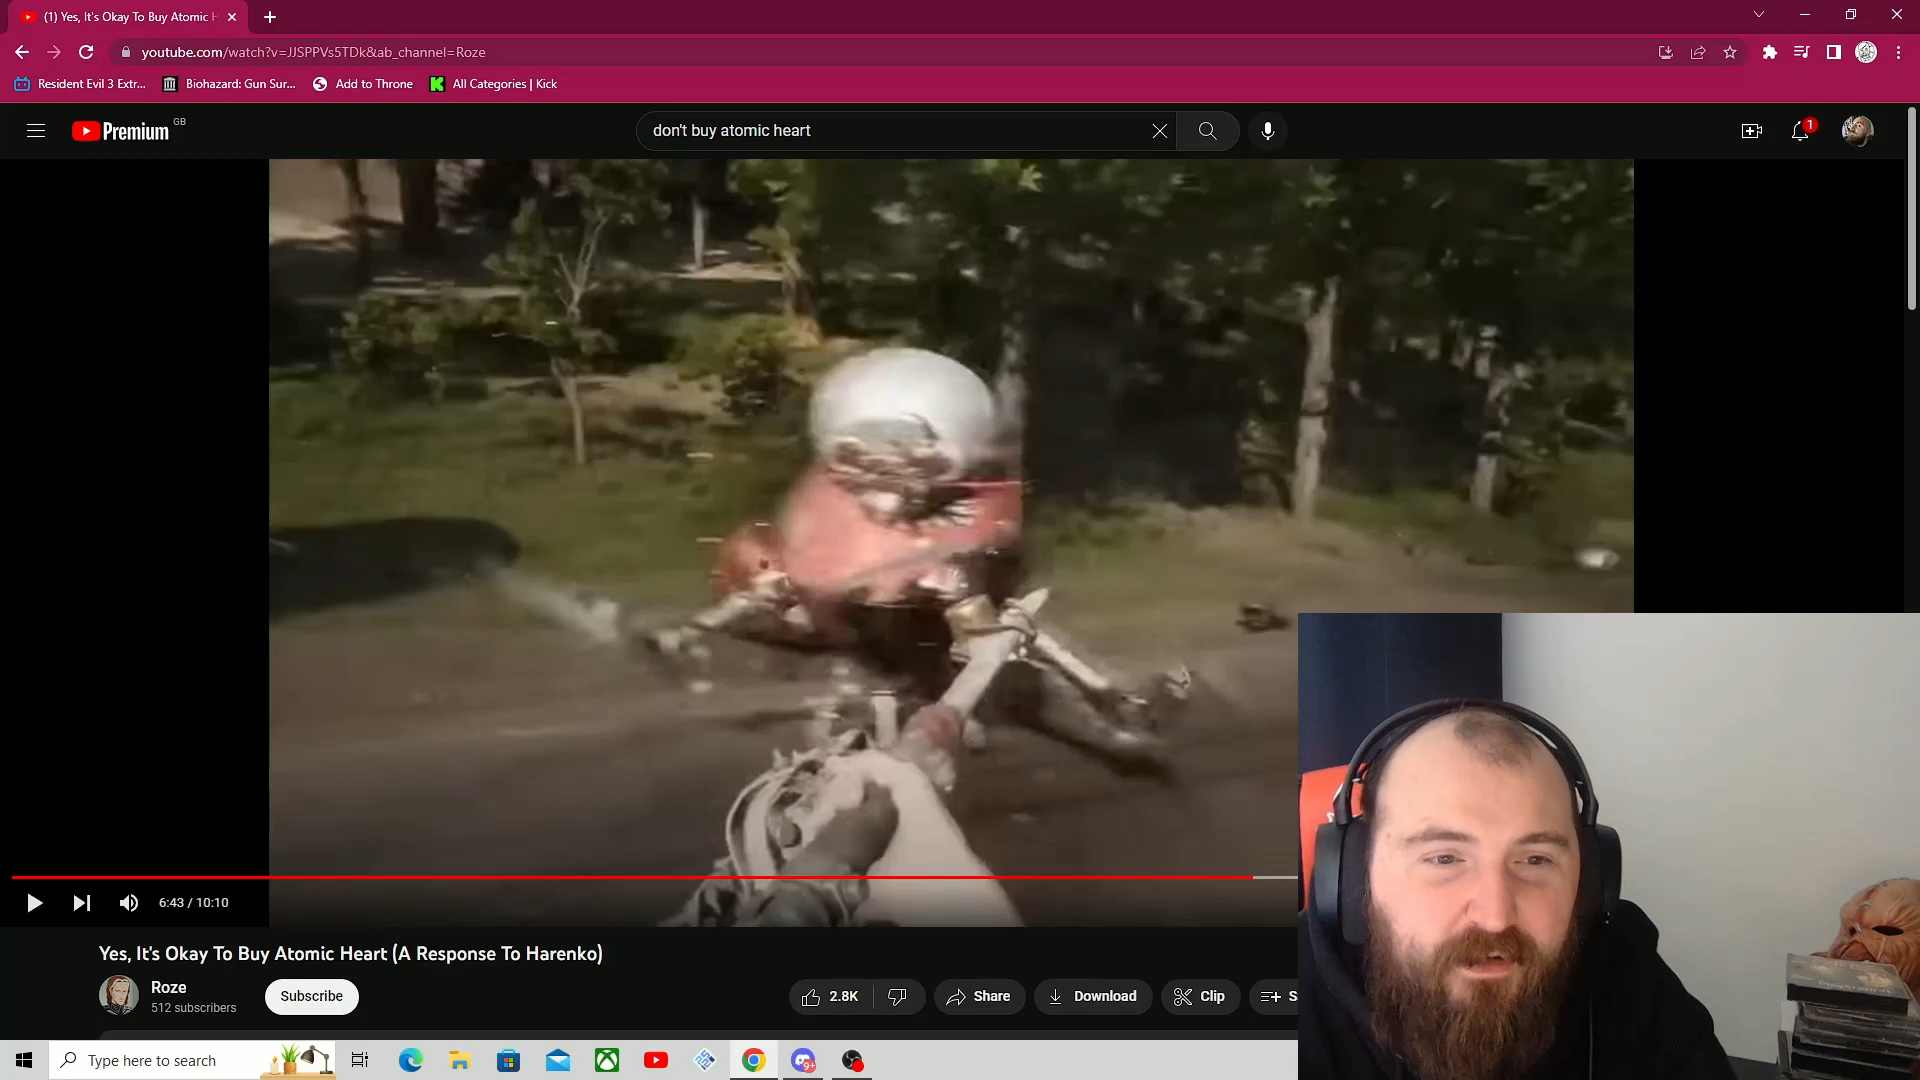 (1) Yes, It's Okay To Buy Atomic H
youtube.com/watch?v=JJSPPVs5TDk&ab_channel=Roze
Resident Evil 3 Extr...
Biohazard: Gun Sur...
Add to Throne
All Categories | Kick
Premium
GB
don't buy atomic heart
1
6:43 / 10:10
Yes, It's Okay To Buy Atomic Heart (A Response To Harenko)
Roze
512 subscribers
Subscribe
2.8K
Share
Download
Clip
S
Type here to search
9+